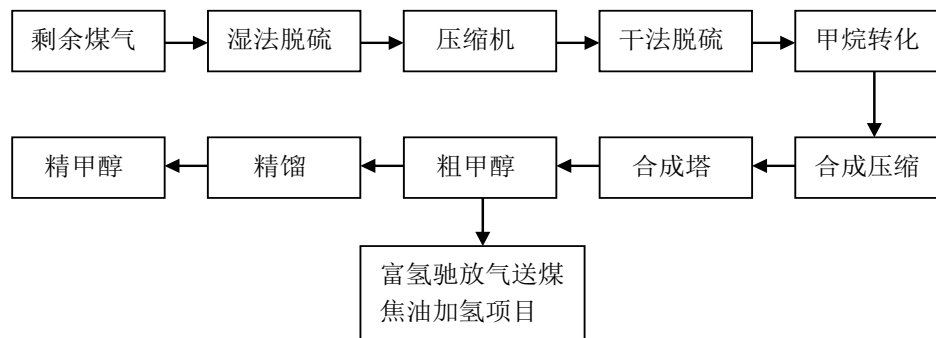 剩余煤气
湿法脱硫
压缩机
干法脱硫
甲烷转化
精甲醇
精馏
粗甲醇
合成塔
合成压缩
富氢驰放气送煤
焦油加氢项目